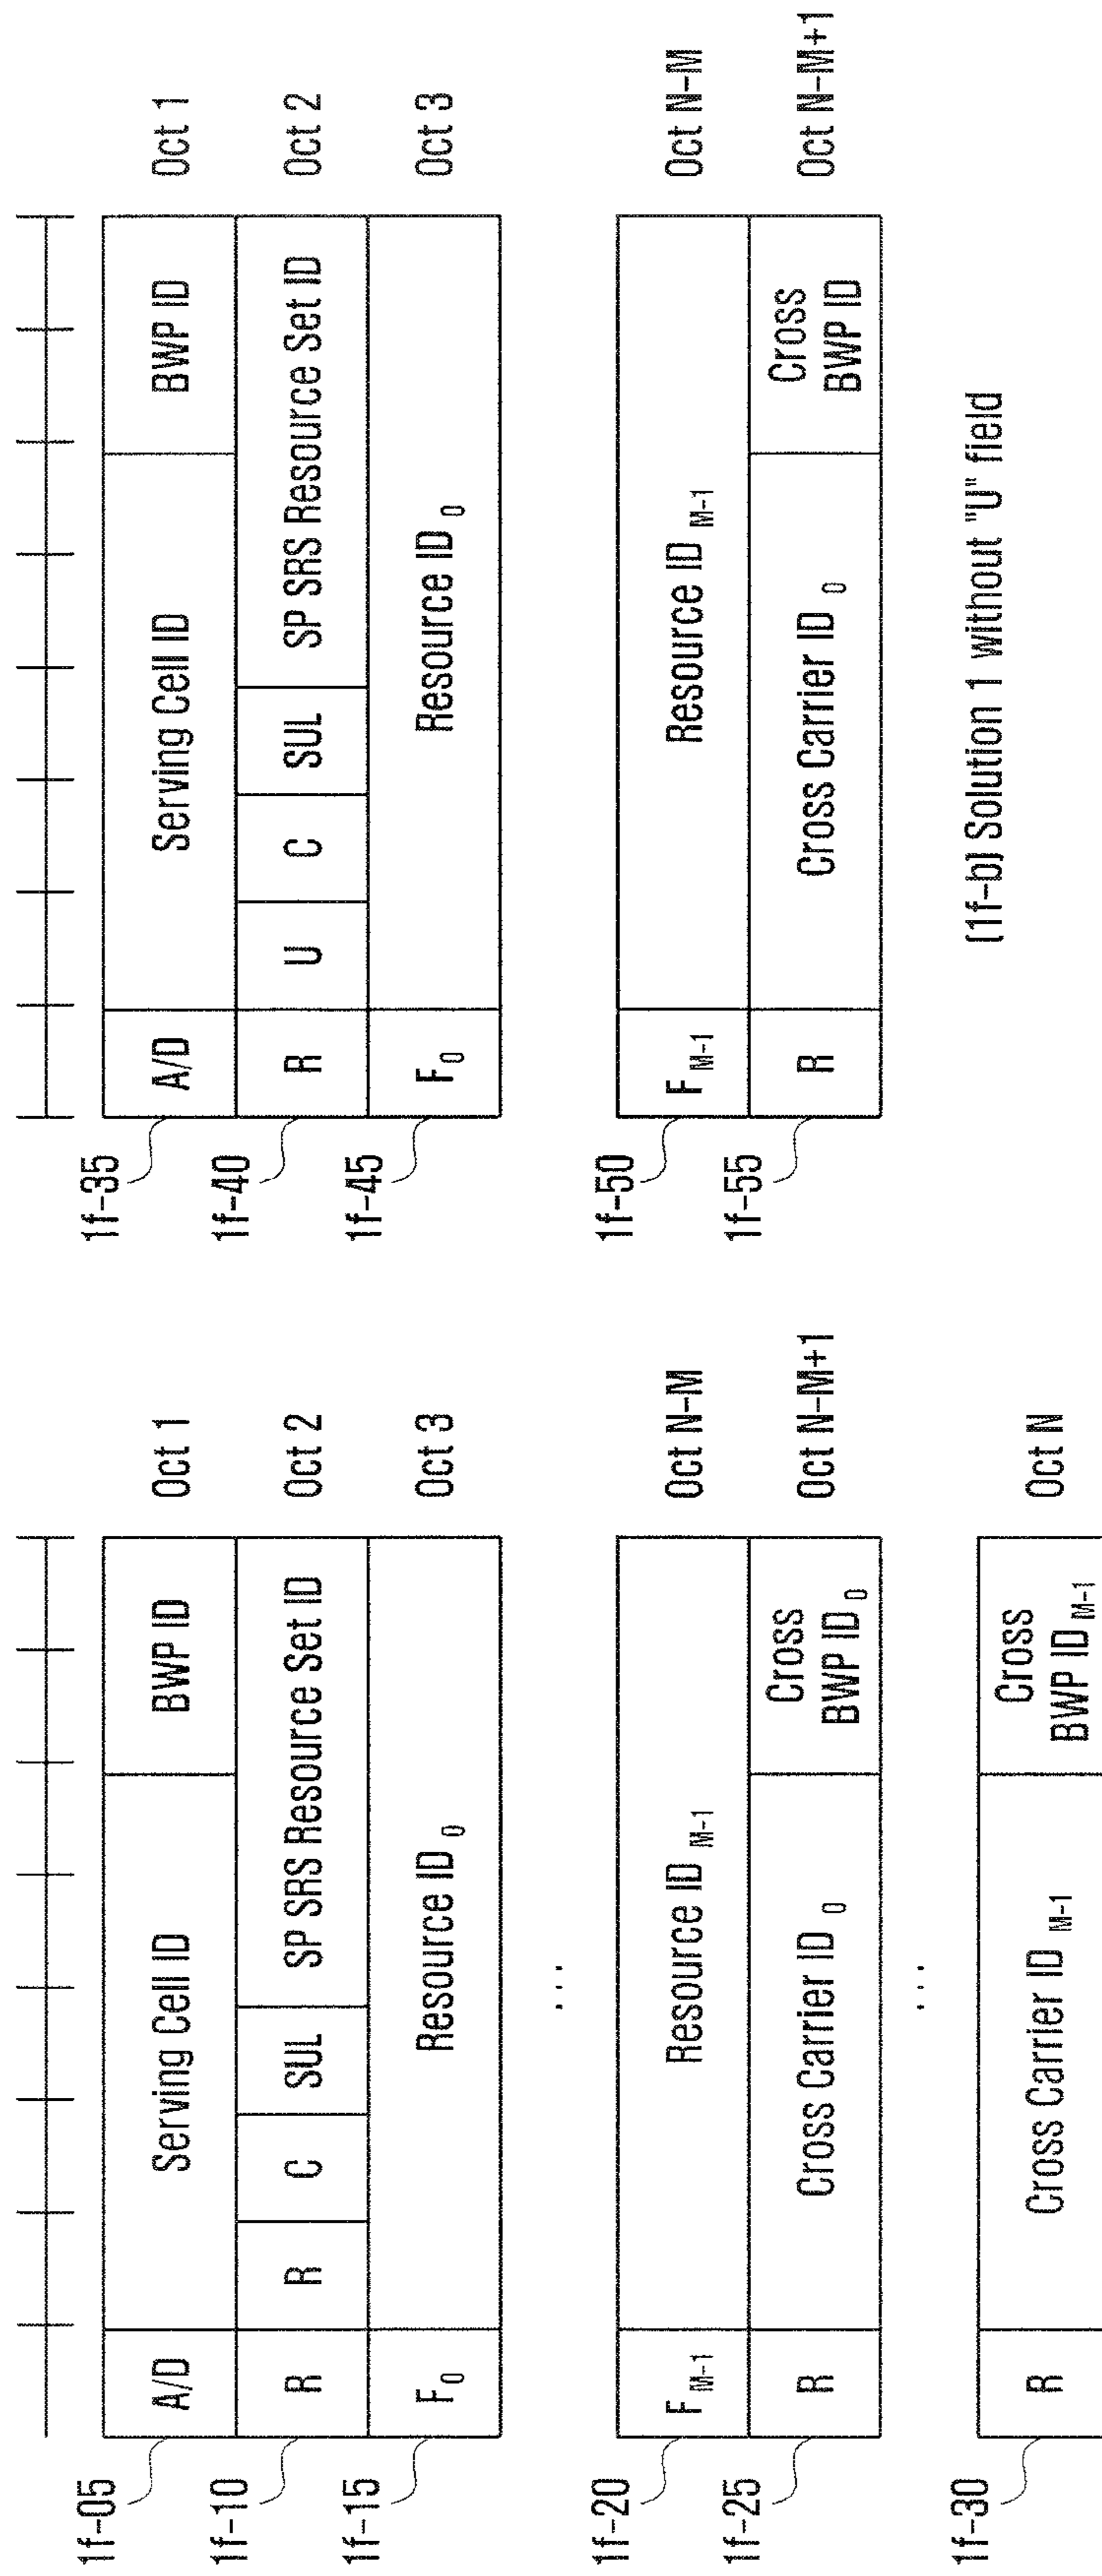 1f-05 A/D Serving Cell ID BWP ID Oct 1
1f-10 R R C SUL SP SRS Resource Set ID Oct 2
1f-15 F0 Resource ID 0 Oct 3
...
1f-20 F M-1 Resource ID M-1 Oct N-M
1f-25 R Cross Carrier ID 0 Cross BWP ID 0 Oct N-M+1
...
1f-30 R Cross Carrier ID M-1 Cross BWP ID M-1 Oct N
1f-35 A/D Serving Cell ID BWP ID Oct 1
1f-40 R U C SUL SP SRS Resource Set ID Oct 2
1f-45 F0 Resource ID 0 Oct 3
1f-50 F M-1 Resource ID M-1 Oct N-M
1f-55 R Cross Carrier ID 0 Cross BWP ID Oct N-M+1
(1f-b) Solution 1 without "U" field